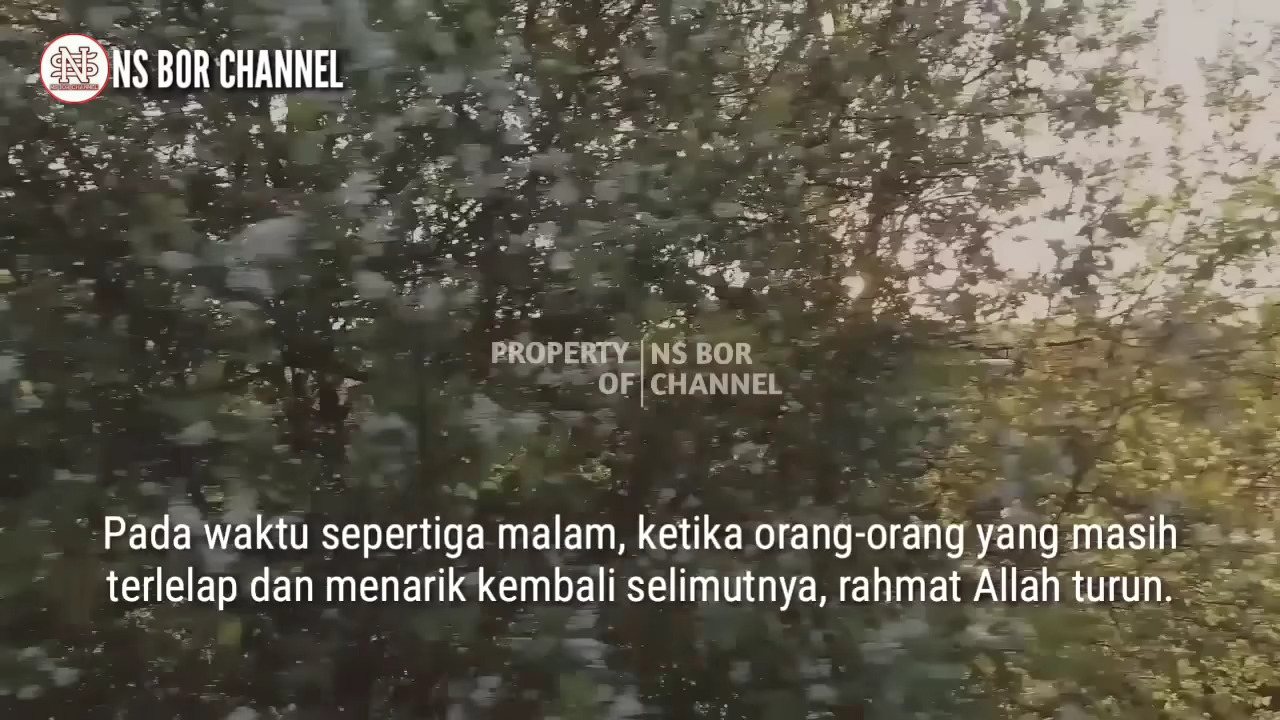 NS BOR CHANNEL
PROPERTY OF
NS BOR CHANNEL
Pada waktu sepertiga malam, ketika orang-orang yang masih
terlelap dan menarik kembali selimutnya, rahmat Allah turun.